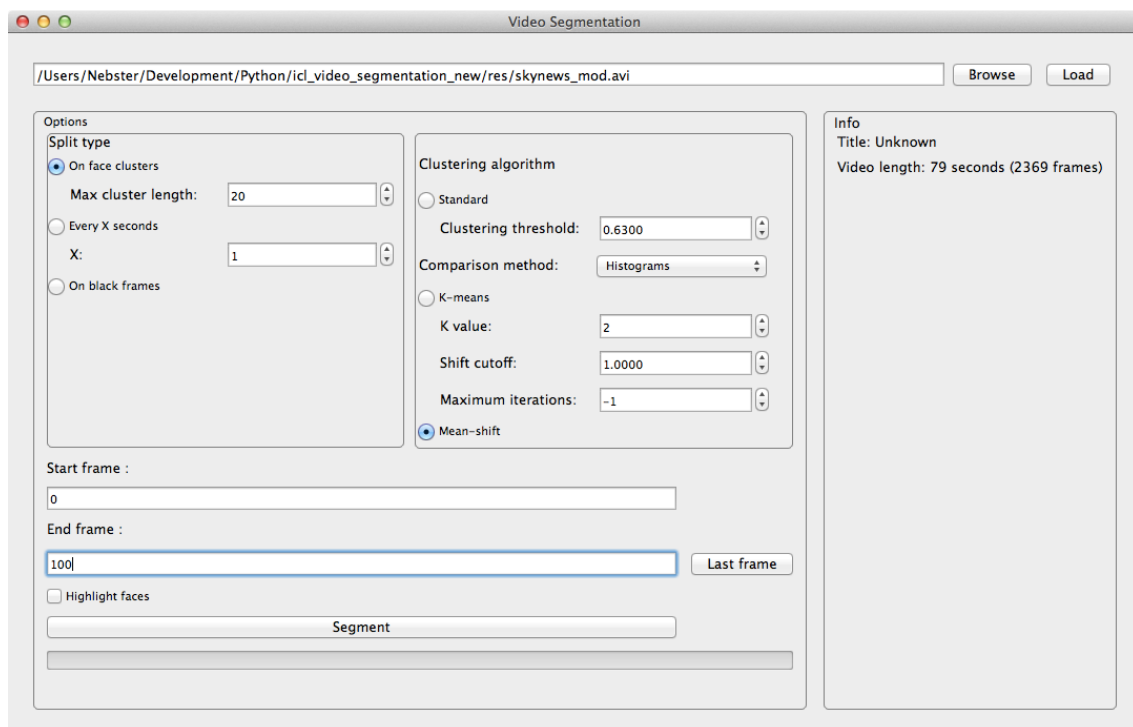 Video Segmentation
/Users/Nebster/Development/Python/icl_video_segmentation_new/res/skynews_mod.avi
Browse
Load
Options
Split type
On face clusters
Max cluster length:
20
Every X seconds
X:
1
On black frames
Clustering algorithm
Standard
Clustering threshold:
0.6300
Comparison method:
Histograms
K-means
K value:
2
Shift cutoff:
1.0000
Maximum iterations:
-1
Mean-shift
Start frame :
0
End frame :
100
Last frame
Highlight faces
Segment
Info
Title: Unknown
Video length: 79 seconds (2369 frames)